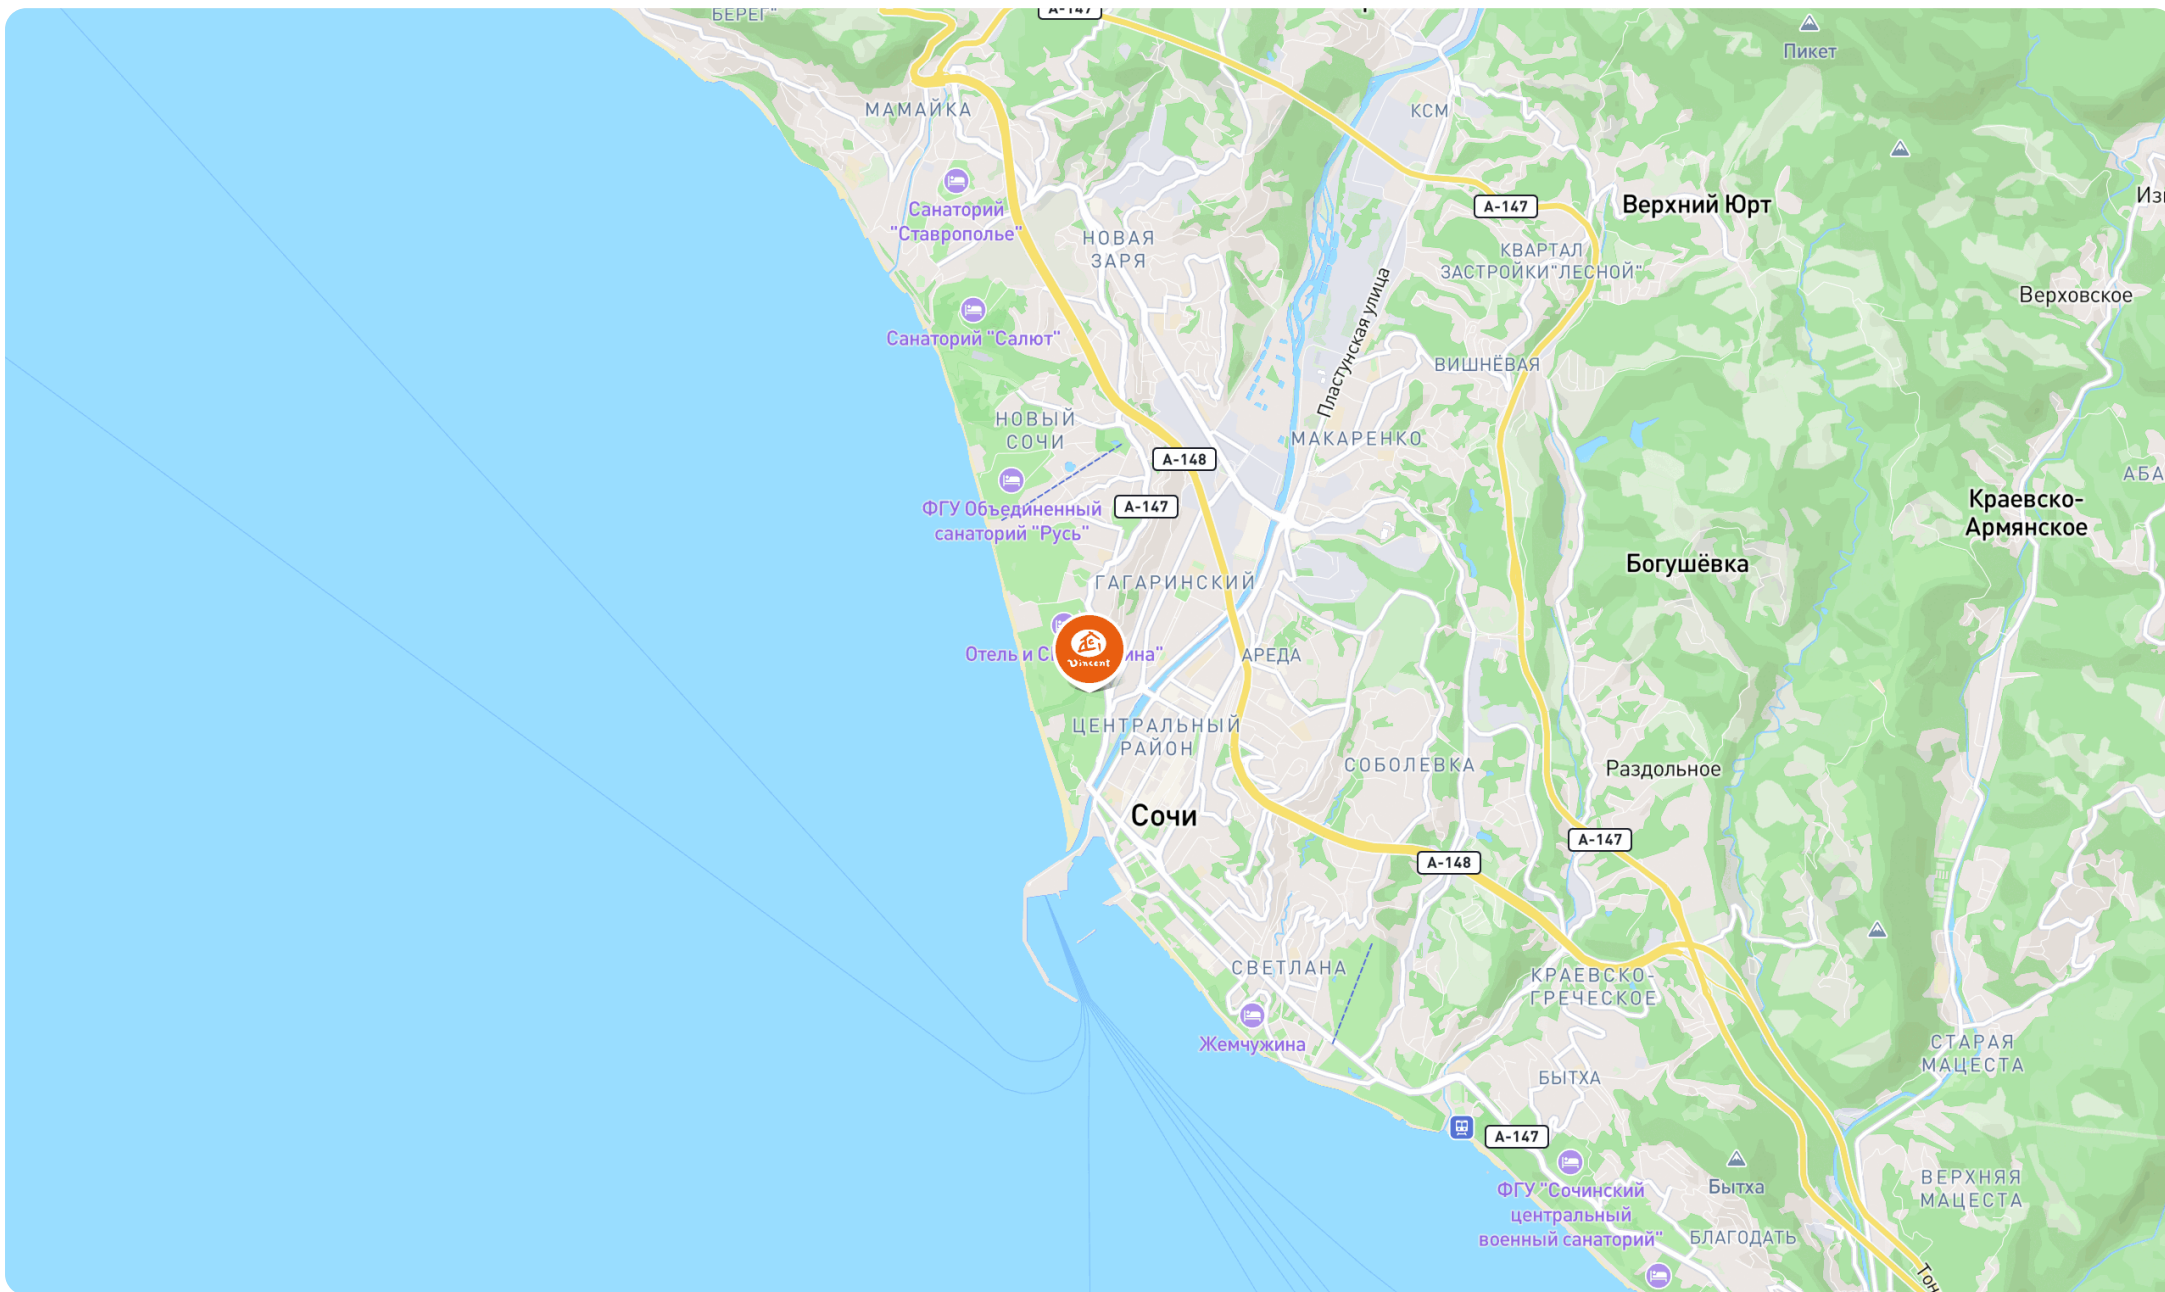 БЕРЕГ"
A-147
Пикет
МАМАЙКА
КСМ
Санаторий
"Ставрополье"
A-147
Верхний Юрт
НОВАЯ
ЗАРЯ
КВАРТАЛ
ЗАСТРОЙКИ"ЛЕСНОЙ"
Верховское
Санаторий "Салют"
Пластунская улица
ВИШНЁВАЯ
НОВЫЙ
СОЧИ
МАКАРЕНКО
A-148
A-147
АБА
Краевско-
Армянское
ФГУ Объединенный
санаторий "Русь"
Богушёвка
ГАГАРИНСКИЙ
Vincent
Отель и С
ина"
АРЕДА
ЦЕНТРАЛЬНЫЙ
РАЙОН
СОБОЛЕВКА
Раздольное
Сочи
A-147
A-148
СВЕТЛАНА
КРАЕВСКО-
ГРЕЧЕСКОЕ
Жемчужина
СТАРАЯ
МАЦЕСТА
БЫТХА
A-147
Бытха
ВЕРХНЯЯ
МАЦЕСТА
ФГУ "Сочинский
центральный
военный санаторий"
БЛАГОДАТЬ
Тон